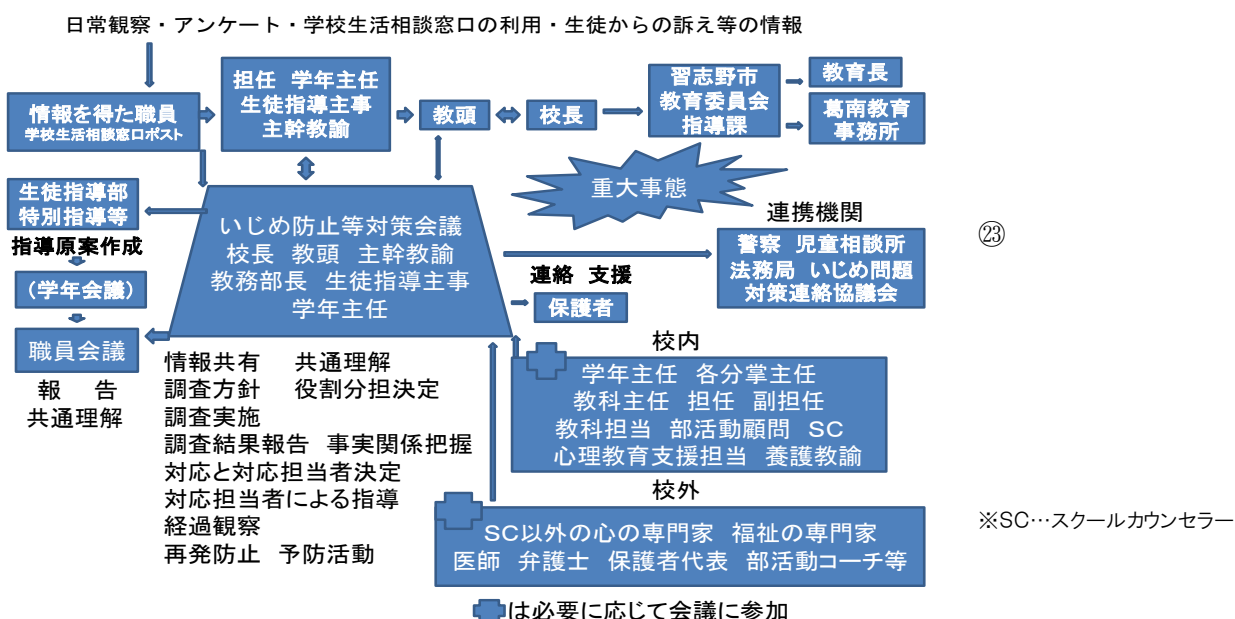 日常観察・アンケート・学校生活相談窓口の利用・生徒からの訴え等の情報
情報を得た職員
学校生活相談窓口ポスト
担任 学年主任
生徒指導主事
主幹教諭
教頭
校長
習志野市
教育委員会
指導課
教育長
葛南教育
事務所
重大事態
生徒指導部
特別指導等
指導原案作成
(学年会議)
職員会議
報 告
共通理解
いじめ防止等対策会議
校長 教頭 主幹教諭
教務部長 生徒指導主事
学年主任
連携機関
警察 児童相談所
法務局 いじめ問題
対策連絡協議会
㉓
連絡 支援
保護者
情報共有 共通理解
調査方針 役割分担決定
調査実施
調査結果報告 事実関係把握
対応と対応担当者決定
対応担当者による指導
経過観察
再発防止 予防活動
校内
学年主任 各分掌主任
教科主任 担任 副担任
教科担当 部活動顧問 SC
心理教育支援担当 養護教諭
校外
SC以外の心の専門家 福祉の専門家
医師 弁護士 保護者代表 部活動コーチ等
※SC…スクールカウンセラー
は必要に応じて会議に参加